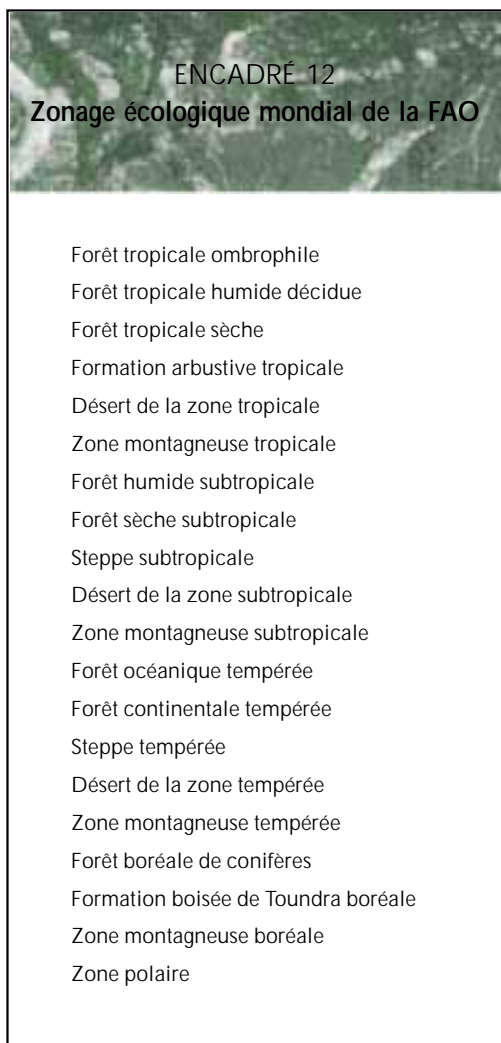 ENCADRÉ 12
Zonage écologique mondial de la FAO
Forêt tropicale ombrophile
Forêt tropicale humide décidue
Forêt tropicale sèche
Formation arbustive tropicale
Désert de la zone tropicale
Zone montagneuse tropicale
Forêt humide subtropicale
Forêt sèche subtropicale
Steppe subtropicale
Désert de la zone subtropicale
Zone montagneuse subtropicale
Forêt océanique tempérée
Forêt continentale tempérée
Steppe tempérée
Désert de la zone tempérée
Zone montagneuse tempérée
Forêt boréale de conifères
Formation boisée de Toundra boréale
Zone montagneuse boréale
Zone polaire